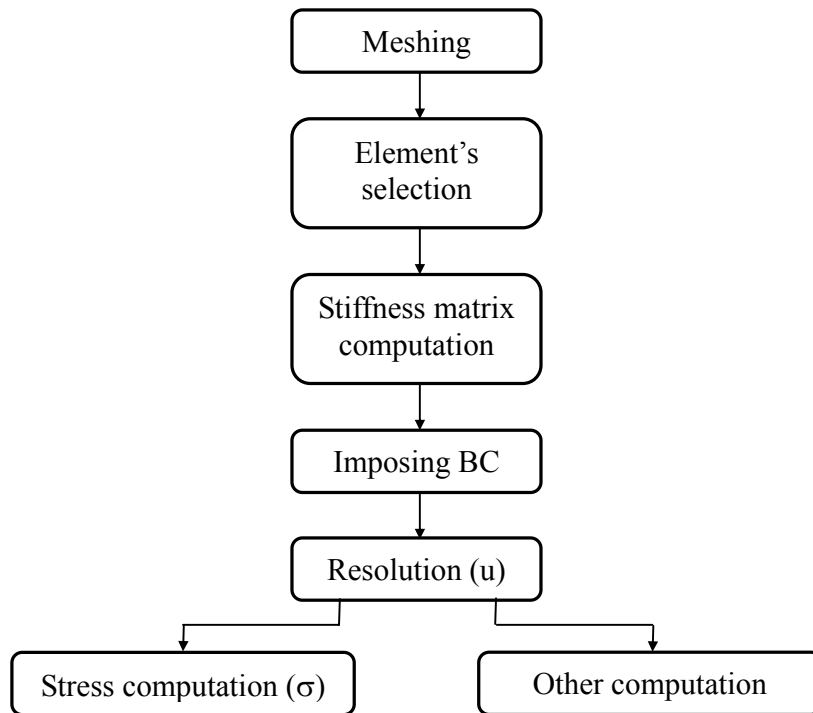 Meshing
Element’s
selection
Stiffness matrix
computation
Imposing BC
Resolution (u)
Stress computation (σ)
Other computation